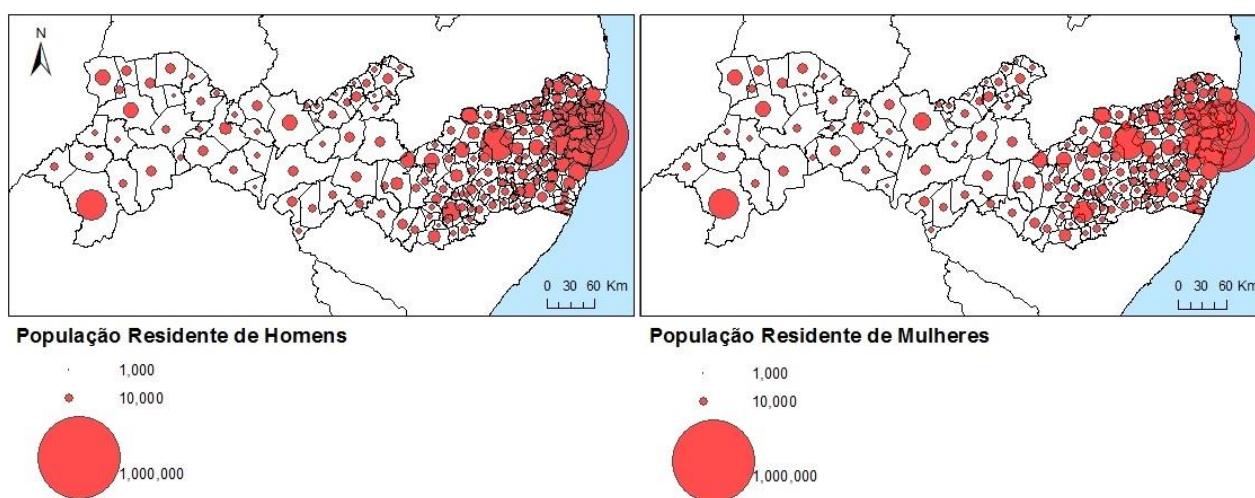 N
0 30 60 Km
0 30 60 Km
População Residente de Homens
1,000
10,000
1,000,000
População Residente de Mulheres
1,000
10,000
1,000,000